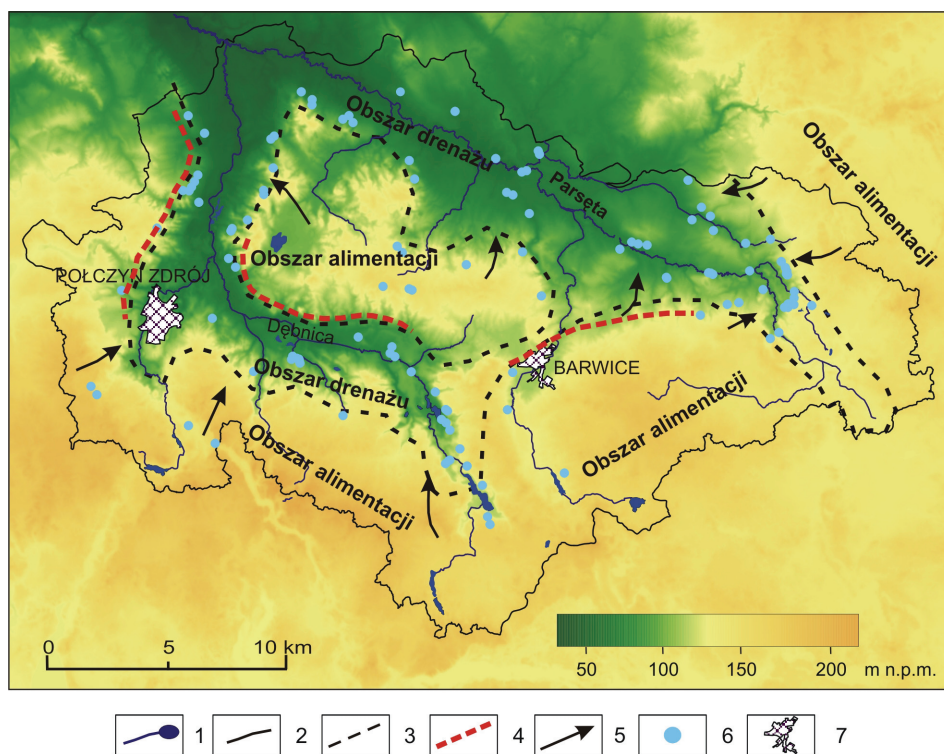 Obszar drenażu
Obszar alimentacji
Parsęta
Obszar alimentacji
POŁCZYN ZDRÓJ
Dębnica
BARWICE
Obszar drenażu
Obszar alimentacji
Obszar alimentacji
0 5 10 km
50 100 150 200 m n.p.m.
1 2 3 4 5 6 7